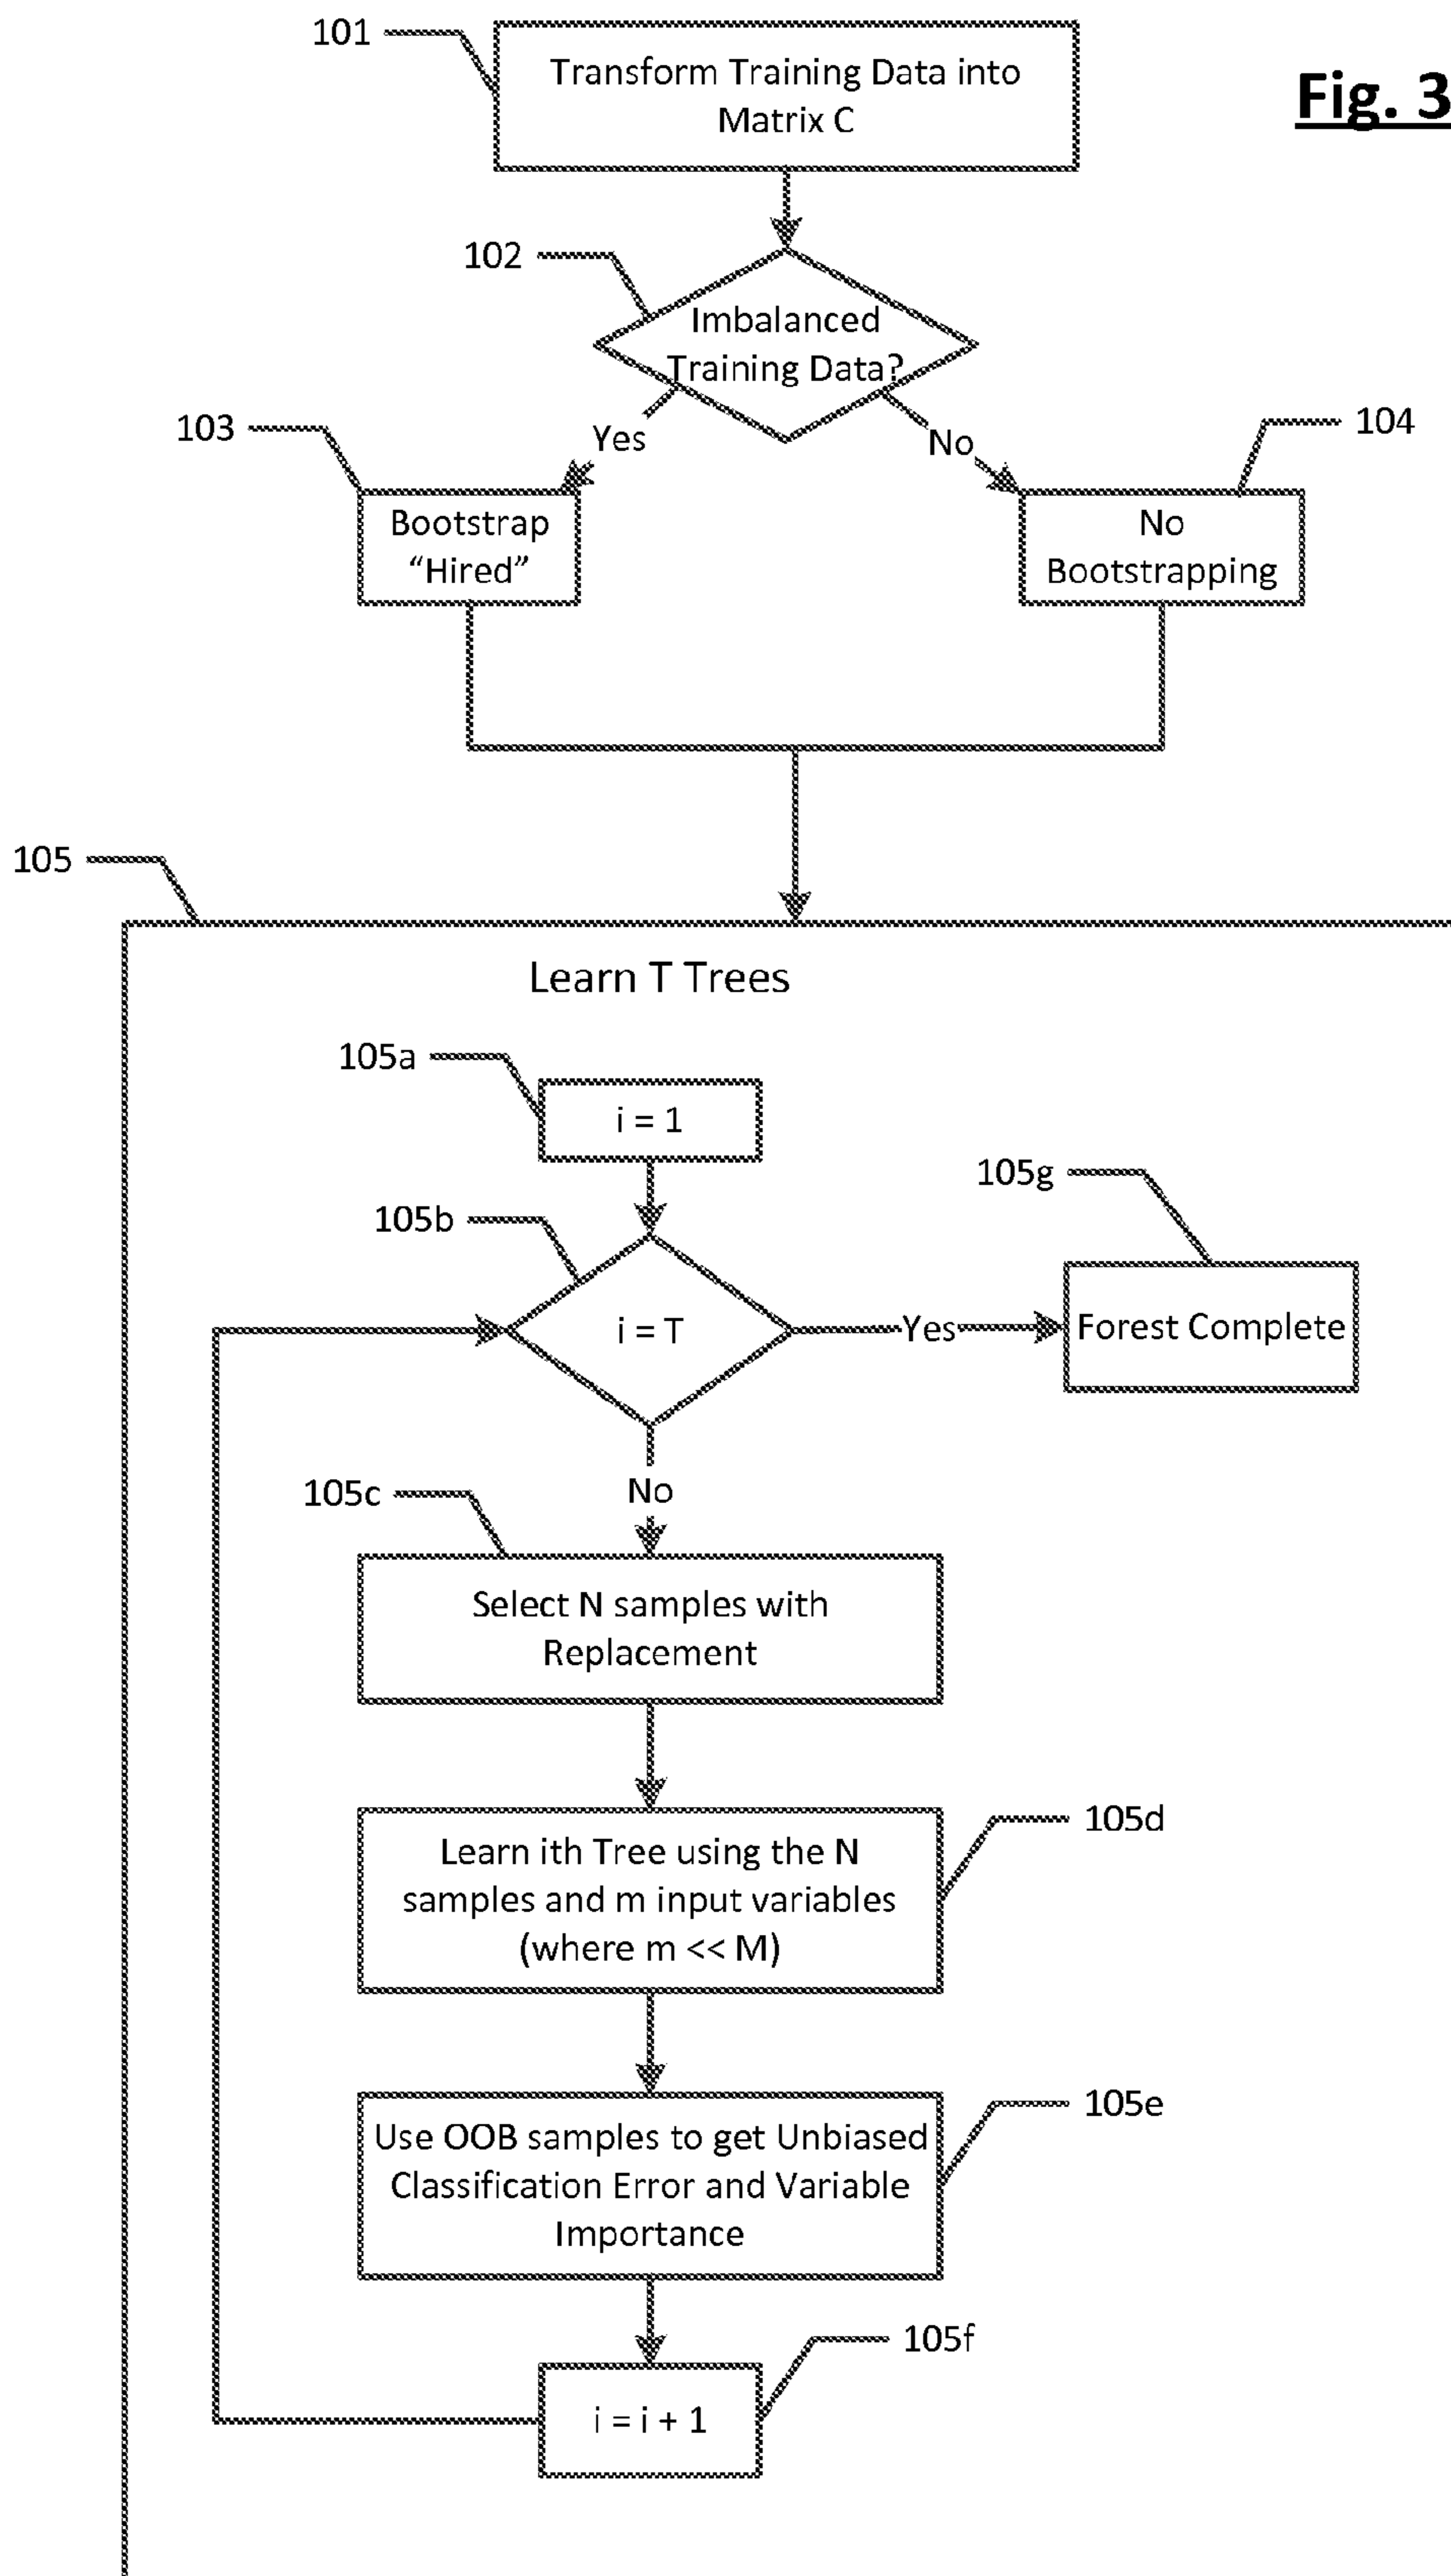 101
Transform Training Data into
Matrix C
Fig. 3
102
Imbalanced
Training Data?
Yes
No
103
Bootstrap
“Hired”
104
No
Bootstrapping
105
Learn T Trees
105a
i = 1
105b
i = T
Yes
105g
Forest Complete
No
105c
Select N samples with
Replacement
Learn ith Tree using the N
samples and m input variables
(where m << M)
105d
Use OOB samples to get Unbiased
Classification Error and Variable
Importance
105e
105f
i = i + 1